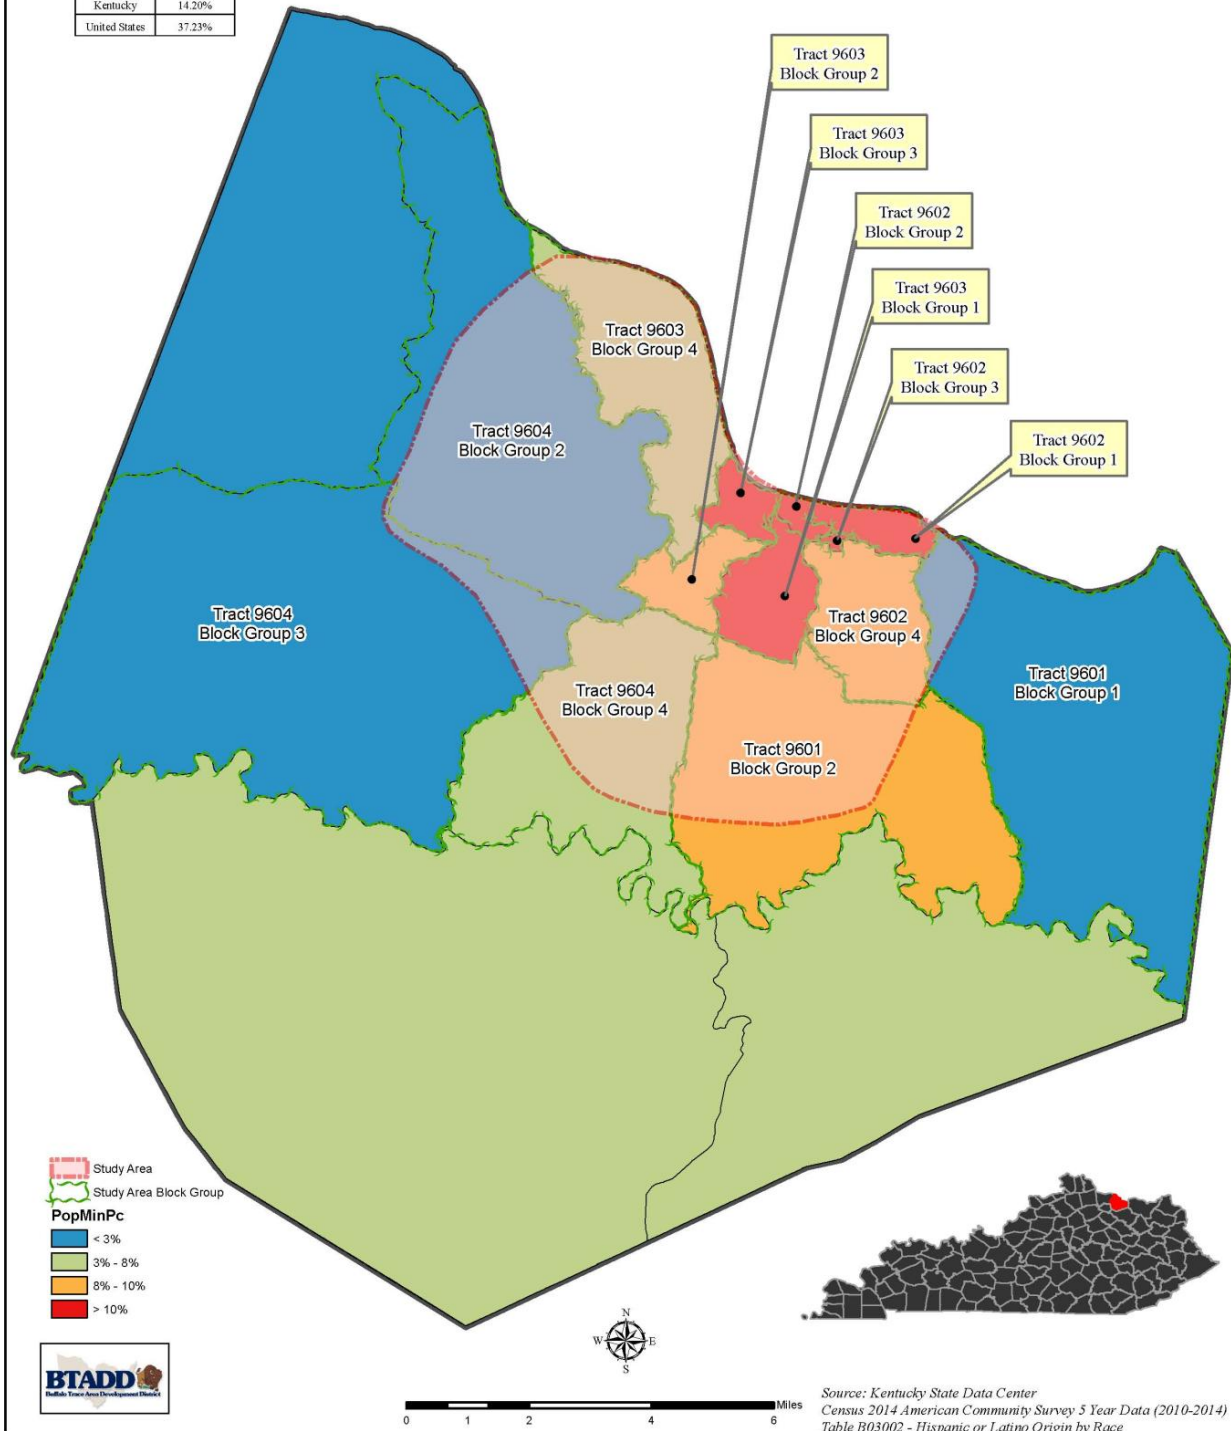 Kentucky 14.20%
United States 37.23%
Tract 9603
Block Group 2
Tract 9603
Block Group 3
Tract 9602
Block Group 2
Tract 9603
Block Group 1
Tract 9602
Block Group 3
Tract 9602
Block Group 1
Tract 9603
Block Group 4
Tract 9604
Block Group 2
Tract 9604
Block Group 3
Tract 9602
Block Group 4
Tract 9601
Block Group 1
Tract 9604
Block Group 4
Tract 9601
Block Group 2
Study Area
Study Area Block Group
PopMinPc
< 3%
3% - 8%
8% - 10%
> 10%
N
W E
S
BTADD
Buffalo Trace Area Development District
Miles
0 1 2 4 6
Source: Kentucky State Data Center
Census 2014 American Community Survey 5 Year Data (2010-2014)
Table B03002 - Hispanic or Latino Origin by Race